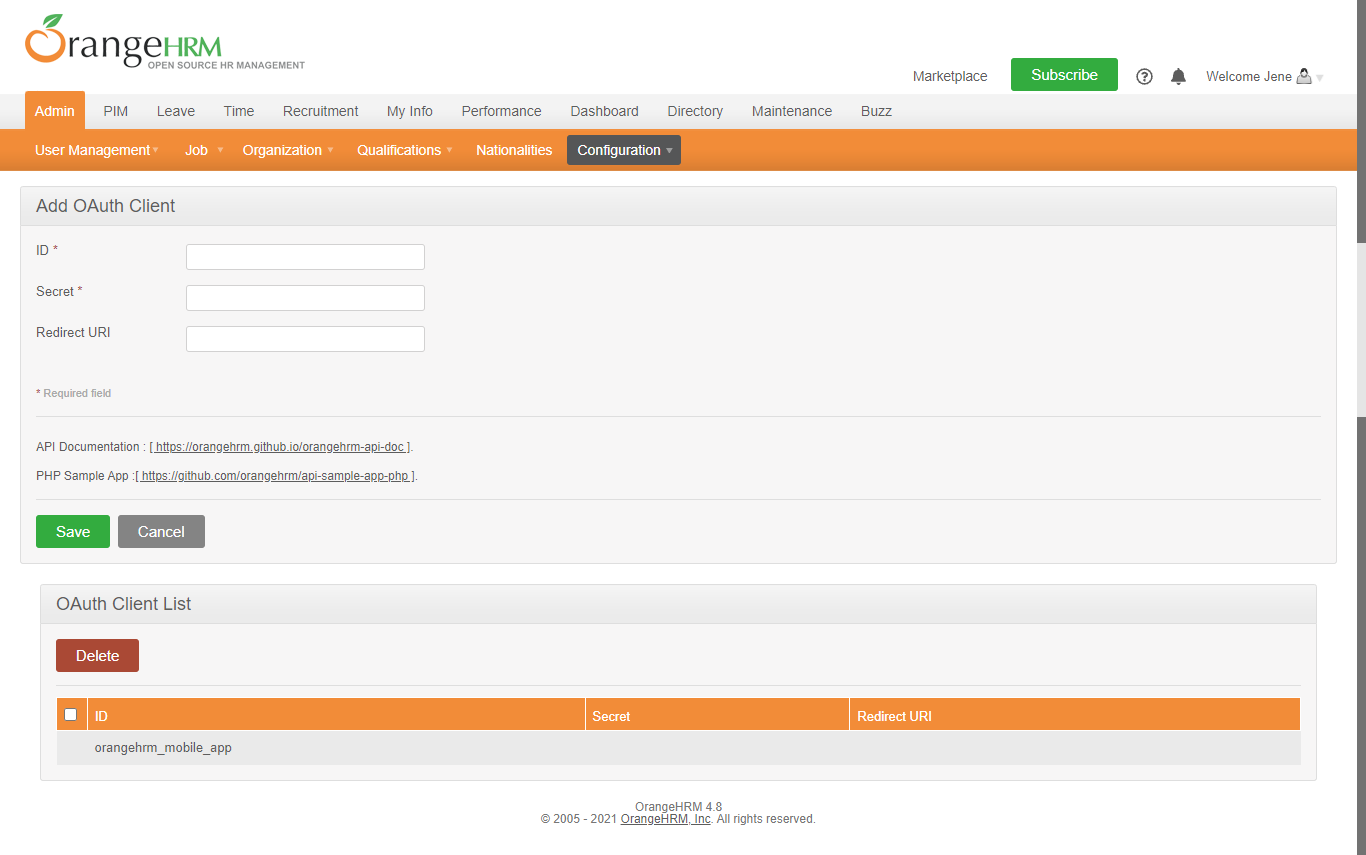 OrangeHRM
OPEN SOURCE HR MANAGEMENT
Marketplace Subscribe Welcome Jene
Admin PIM Leave Time Recruitment My Info Performance Dashboard Directory Maintenance Buzz
User Management Job Organization Qualifications Nationalities Configuration
Add OAuth Client
ID *
Secret *
Redirect URI
* Required field
API Documentation : [ https://orangehrm.github.io/orangehrm-api-doc ].
PHP Sample App :[ https://github.com/orangehrm/api-sample-app-php ].
Save Cancel
OAuth Client List
Delete
ID Secret Redirect URI
orangehrm_mobile_app
OrangeHRM 4.8
© 2005 - 2021 OrangeHRM, Inc. All rights reserved.